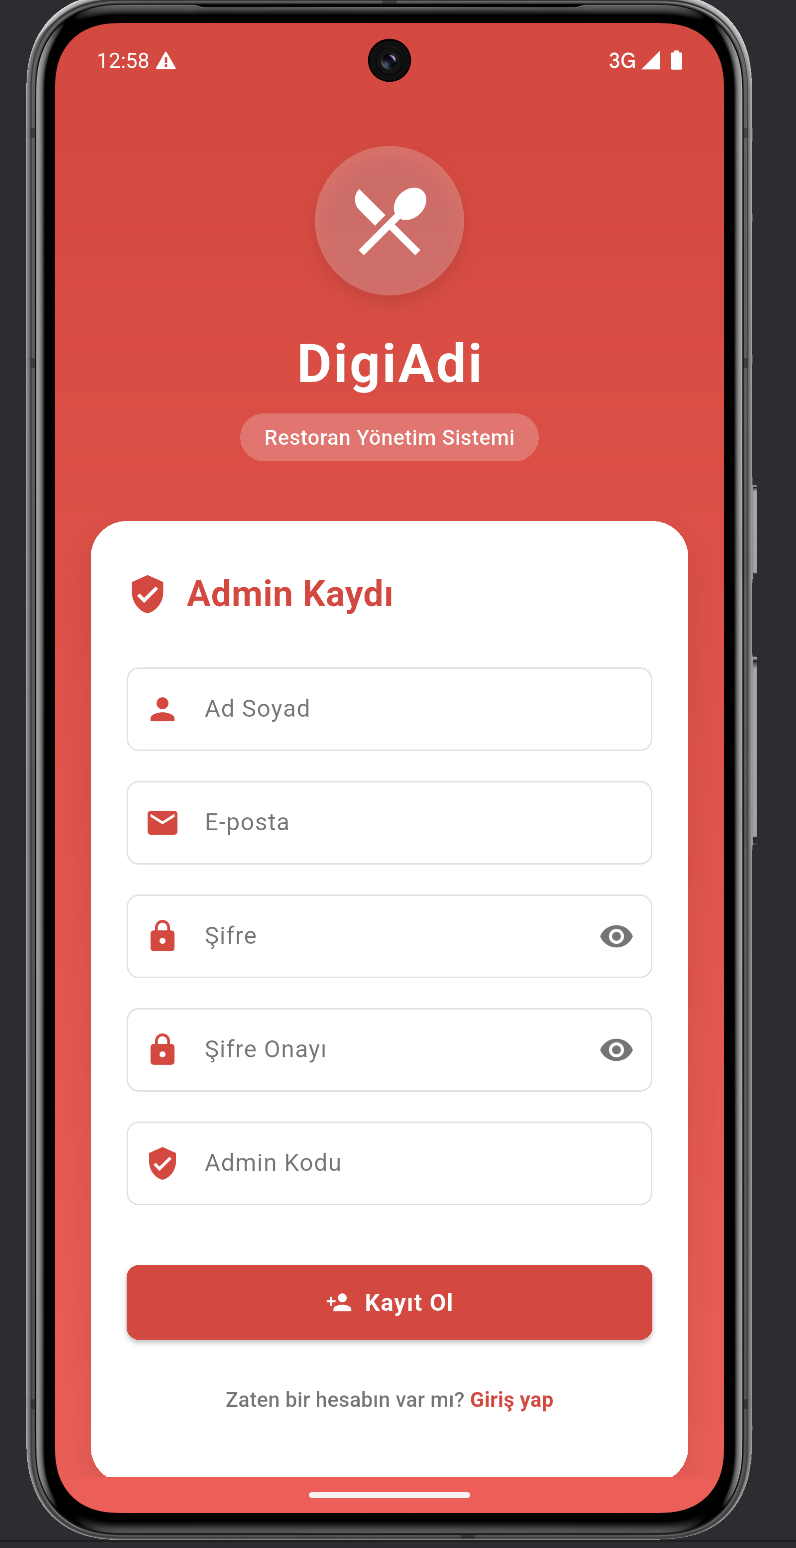 12:58
3G
DigiAdi
Restoran Yönetim Sistemi
Admin Kaydı
Ad Soyad
E-posta
Şifre
Şifre Onayı
Admin Kodu
Kayıt Ol
Zaten bir hesabın var mı? Giriş yap